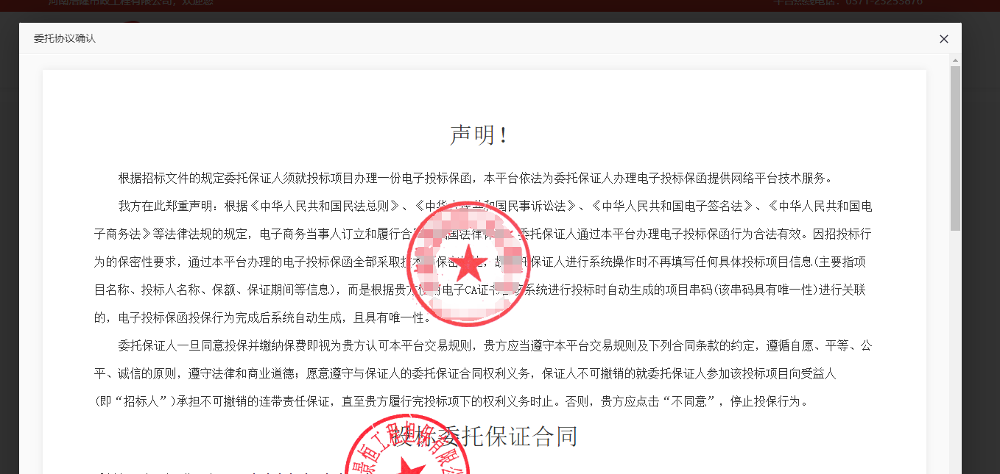 平台热线电话：0371-25255876
委托协议确认
声明！
根据招标文件的规定委托保证人须就投标项目办理一份电子投标保函，本平台依法为委托保证人办理电子投标保函提供网络平台技术服务。
我方在此郑重声明：根据《中华人民共和国民法总则》、《中华人民共和国民事诉讼法》、《中华人民共和国电子签名法》、《中华人民共和国电
子商务法》等法律法规的规定，电子商务当事人订立和履行合 国法律 委托保证人通过本平台办理电子投标保函行为合法有效。因招投标行
为的保密性要求，通过本平台办理的电子投标保函全部采取技术 保密 故 托保证人进行系统操作时不再填写任何具体投标项目信息(主要指项
目名称、投标人名称、保额、保证期间等信息)，而是根据贵方 电子CA证书 该系统进行投标时自动生成的项目串码(该串码具有唯一性)进行关联
的，电子投标保函投保行为完成后系统自动生成，且具有唯一性。
委托保证人一旦同意投保并缴纳保费即视为贵方认可本平台交易规则，贵方应当遵守本平台交易规则及下列合同条款的约定，遵循自愿、平等、公
平、诚信的原则，遵守法律和商业道德；愿意遵守与保证人的委托保证合同权利义务，保证人不可撤销的就委托保证人参加该投标项目向受益人
(即“招标人”)承担不可撤销的连带责任保证，直至贵方履行完投标项下的权利义务时止。否则，贵方应点击“不同意”，停止投保行为。
投标委托保证合同
景恒工程担保有限公